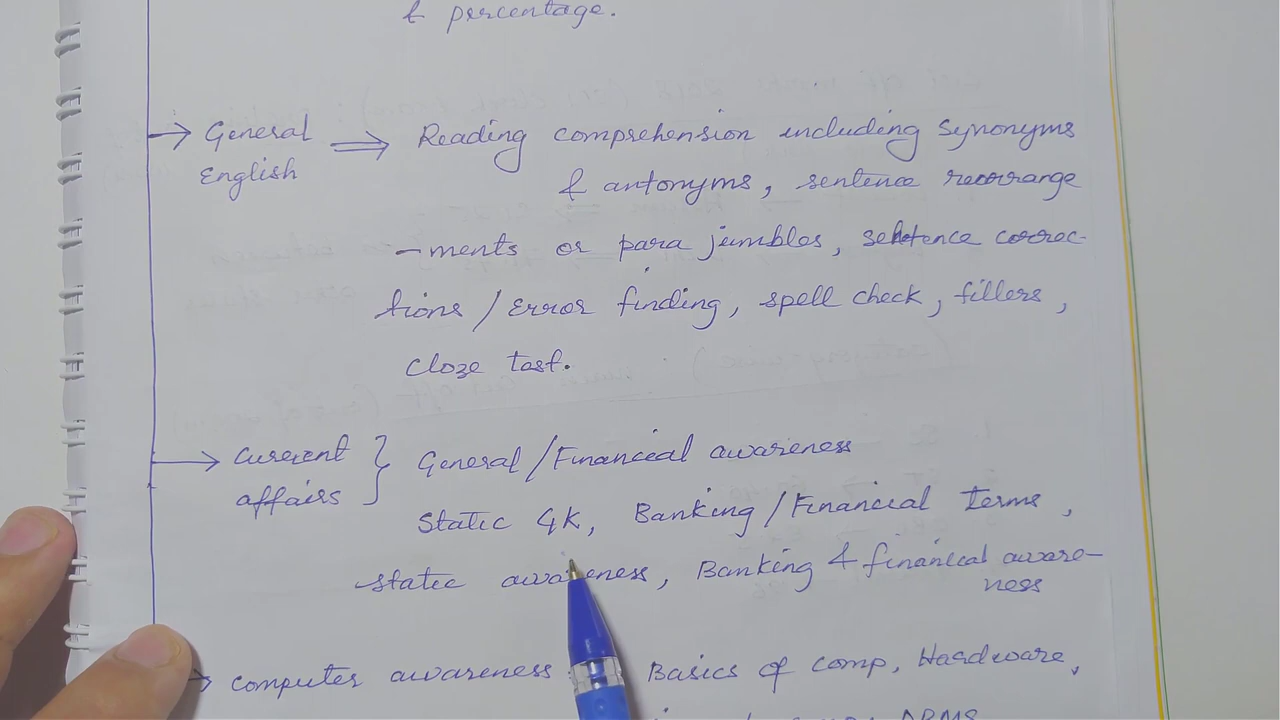 & percentage.
→ General ⇒ Reading comprehension including synonyms
English & antonyms, sentence rearrange
-ments or para jumbles, sentence correc-
tions / Error finding, spell check, fillers,
Cloze test.
→ Current } General / Financial awareness
affairs Static GK, Banking / Financial terms,
static awareness, Banking & financial aware-
ness
→ computer awareness Basics of comp, Hardware,